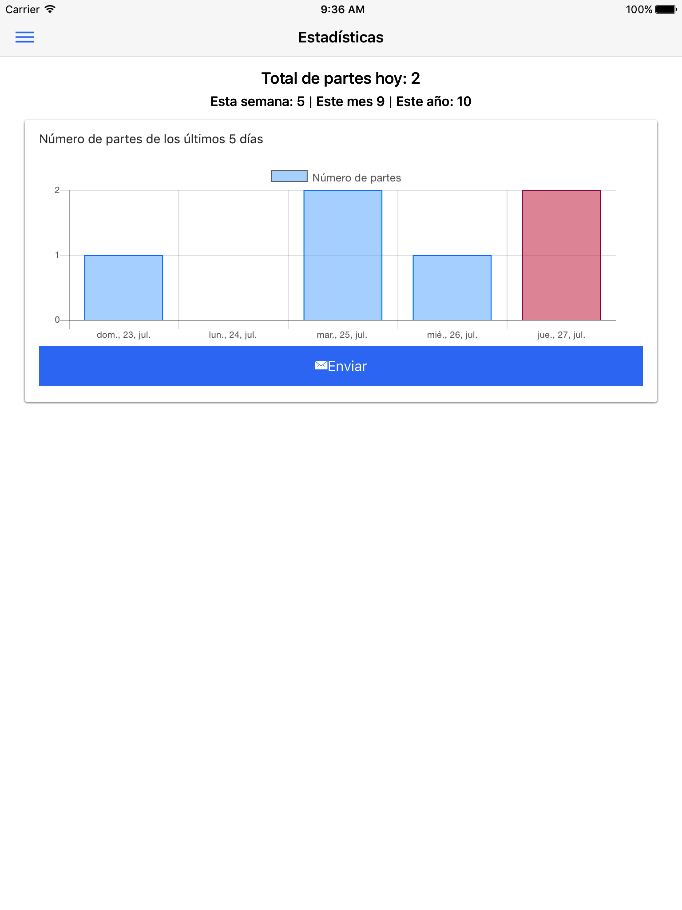 Carrier 9:36 AM 100%
Estadísticas
Total de partes hoy: 2
Esta semana: 5 | Este mes 9 | Este año: 10
Número de partes de los últimos 5 días
Número de partes
2
1
0
dom., 23, jul. lun., 24, jul. mar., 25, jul. mié., 26, jul. jue., 27, jul.
Enviar